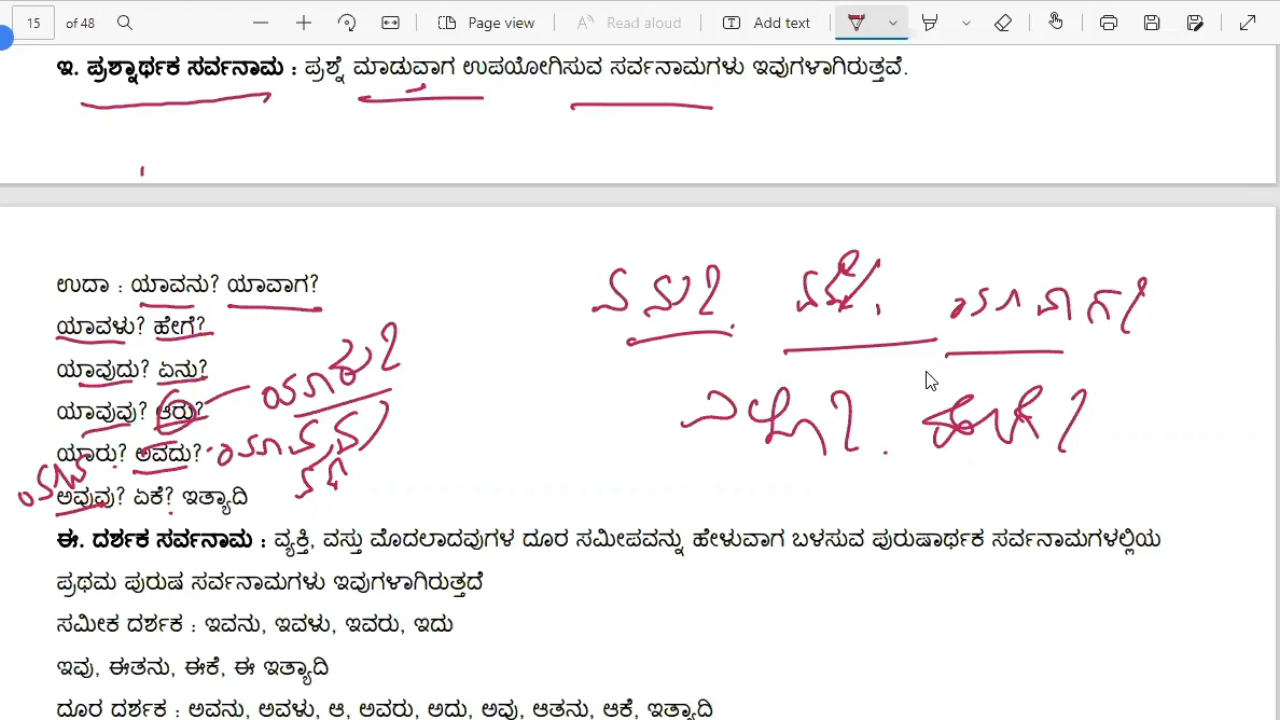 15 of 48 Page view Read aloud Add text
ಇ. ಪ್ರಶ್ನಾರ್ಥಕ ಸರ್ವನಾಮ : ಪ್ರಶ್ನೆ ಮಾಡುವಾಗ ಉಪಯೋಗಿಸುವ ಸರ್ವನಾಮಗಳು ಇವುಗಳಾಗಿರುತ್ತವೆ.
ಉದಾ : ಯಾವನು? ಯಾವಾಗ?
ಯಾವಳು? ಹೇಗೆ?
ಯಾವುದು? ಏನು?
ಯಾವುವು? ಆರು?
ಯಾರು?
ಯಾರು? ಆವದು?
ಆವುವು? ಏಕೆ? ಇತ್ಯಾದಿ
ಈ. ದರ್ಶಕ ಸರ್ವನಾಮ : ವ್ಯಕ್ತಿ, ವಸ್ತು ಮೊದಲಾದವುಗಳ ದೂರ ಸಮೀಪವನ್ನು ಹೇಳುವಾಗ ಬಳಸುವ ಪುರುಷಾರ್ಥಕ ಸರ್ವನಾಮಗಳಲ್ಲಿಯ
ಪ್ರಥಮ ಪುರುಷ ಸರ್ವನಾಮಗಳು ಇವುಗಳಾಗಿರುತ್ತದೆ
ಸಮೀಕ ದರ್ಶಕ : ಇವನು, ಇವಳು, ಇವರು, ಇದು
ಇವು, ಈತನು, ಈಕೆ, ಈ ಇತ್ಯಾದಿ
ದೂರ ದರ್ಶಕ : ಅವನು, ಅವಳು, ಆ, ಅವರು, ಅದು, ಅವು, ಆತನು, ಆಕೆ, ಇತ್ಯಾದಿ